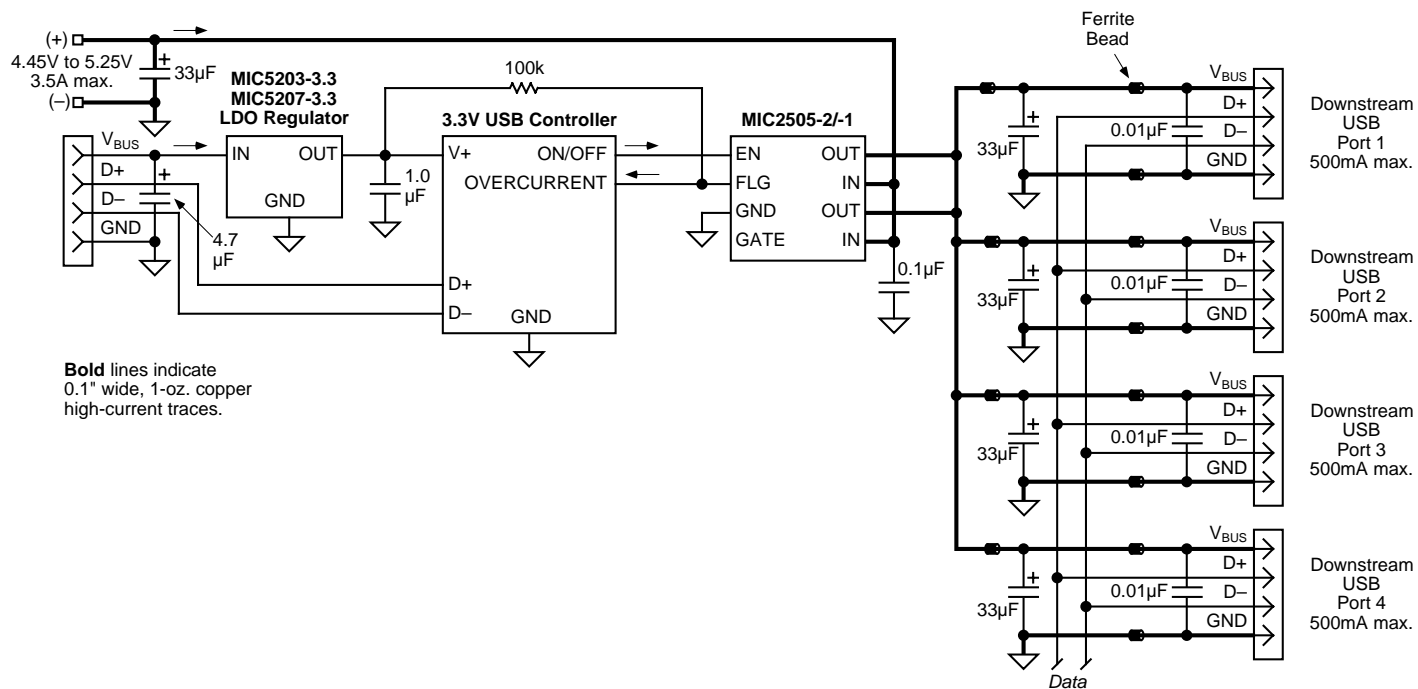 (+)
4.45V to 5.25V
3.5A max.
(–)
+
33µF
MIC5203-3.3
MIC5207-3.3
LDO Regulator
IN
OUT
GND
VBUS
D+
D–
GND
+
4.7
µF
100k
1.0
µF
3.3V USB Controller
V+
ON/OFF
OVERCURRENT
D+
D–
GND
MIC2505-2/-1
EN
OUT
FLG
IN
GND
OUT
GATE
IN
0.1µF
Bold lines indicate
0.1" wide, 1-oz. copper
high-current traces.
Ferrite
Bead
+
33µF
0.01µF
VBUS
D+
D–
GND
Downstream
USB
Port 1
500mA max.
+
33µF
0.01µF
VBUS
D+
D–
GND
Downstream
USB
Port 2
500mA max.
+
33µF
0.01µF
VBUS
D+
D–
GND
Downstream
USB
Port 3
500mA max.
+
33µF
0.01µF
VBUS
D+
D–
GND
Downstream
USB
Port 4
500mA max.
Data